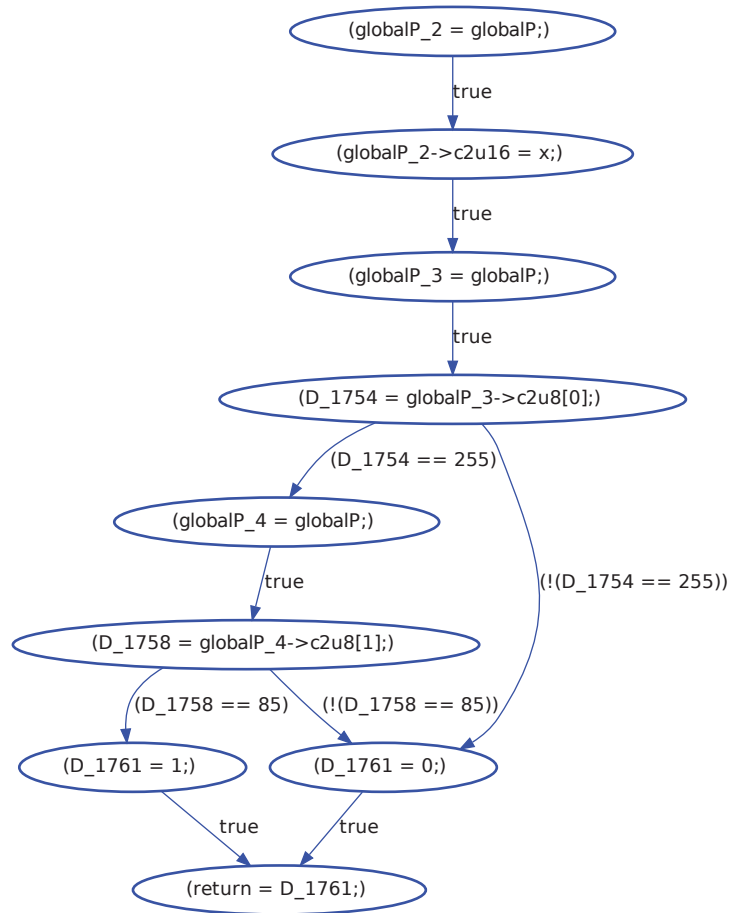 (globalP_2 = globalP;)
true
(globalP_2->c2u16 = x;)
true
(globalP_3 = globalP;)
true
(D_1754 = globalP_3->c2u8[0];)
(D_1754 == 255)
(globalP_4 = globalP;)
true
(!(D_1754 == 255))
(D_1758 = globalP_4->c2u8[1];)
(D_1758 == 85)
(!(D_1758 == 85))
(D_1761 = 1;)
(D_1761 = 0;)
true
true
(return = D_1761;)